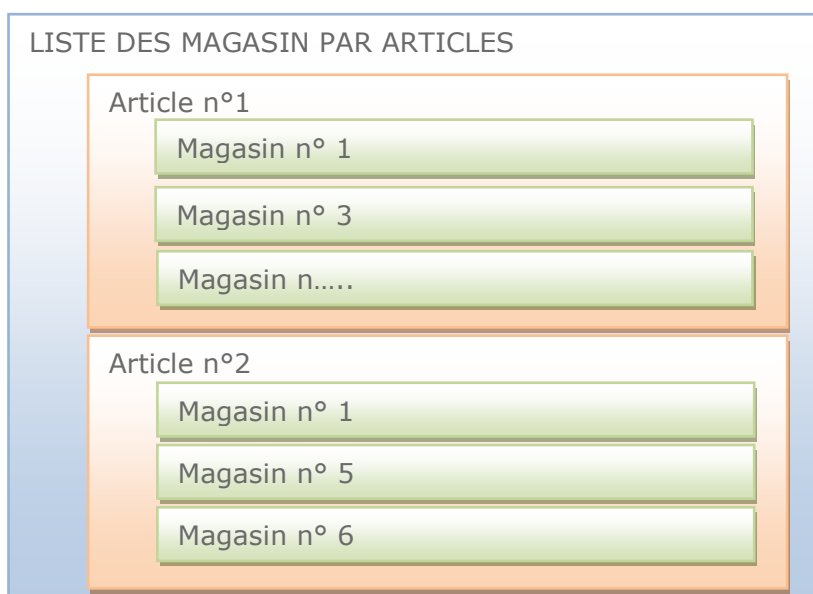 LISTE DES MAGASIN PAR ARTICLES
Article n°1
Magasin n° 1
Magasin n° 3
Magasin n…..
Article n°2
Magasin n° 1
Magasin n° 5
Magasin n° 6